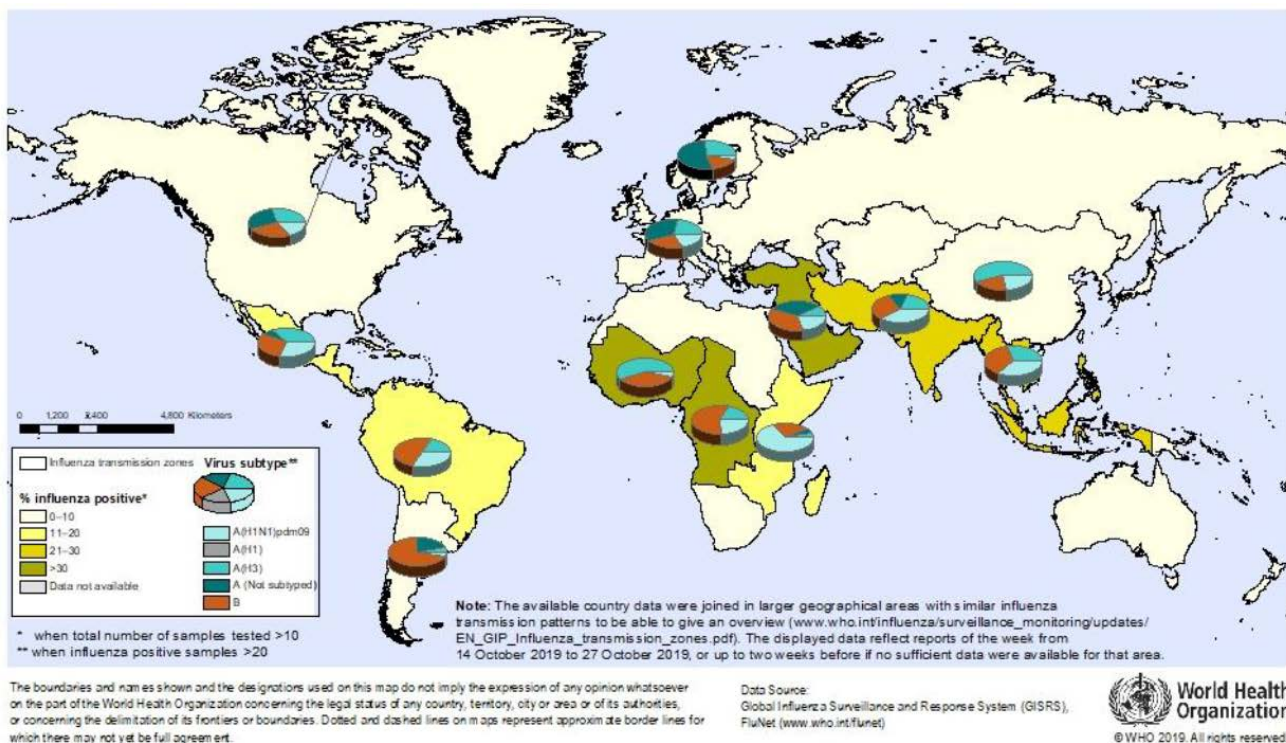 0 1,200 2,400 4,800 Kilometers
Influenza transmission zones
% influenza positive*
0–10
11–20
21–30
>30
Data not available
Virus subtype**
A(H1N1)pdm09
A(H1)
A(H3)
A (Not subtyped)
B
* when total number of samples tested >10
** when influenza positive samples >20
Note: The available country data were joined in larger geographical areas with similar influenza
transmission patterns to be able to give an overview (www.who.int/influenza/surveillance_monitoring/updates/
EN_GIP_Influenza_transmission_zones.pdf). The displayed data reflect reports of the week from
14 October 2019 to 27 October 2019, or up to two weeks before if no sufficient data were available for that area.
The boundaries and names shown and the designations used on this map do not imply the expression of any opinion whatsoever
on the part of the World Health Organization concerning the legal status of any country, territory, city or area or of its authorities,
or concerning the delimitation of its frontiers or boundaries. Dotted and dashed lines on maps represent approximate border lines for
which there may not yet be full agreement.
Data Source:
Global Influenza Surveillance and Response System (GISRS),
FluNet (www.who.int/flunet)
World Health
Organization
© WHO 2019. All rights reserved.